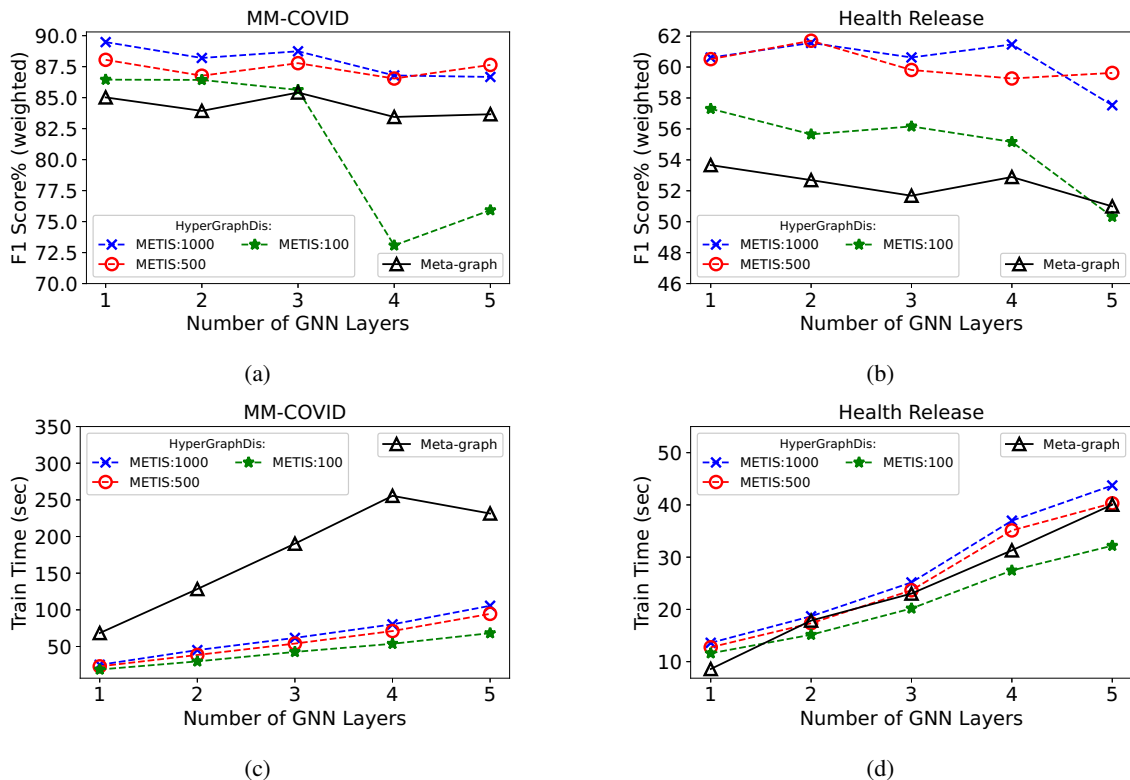 MM-COVID
90.0
87.5
85.0
82.5
80.0
77.5
75.0
72.5
70.0
F1 Score% (weighted)
HyperGraphDis:
METIS:1000
METIS:500
METIS:100
Meta-graph
1 2 3 4 5
Number of GNN Layers
(a)
Health Release
62
60
58
56
54
52
50
48
46
F1 Score% (weighted)
HyperGraphDis:
METIS:1000
METIS:500
METIS:100
Meta-graph
1 2 3 4 5
Number of GNN Layers
(b)
MM-COVID
350
300
250
200
150
100
50
Train Time (sec)
HyperGraphDis:
METIS:1000
METIS:500
METIS:100
Meta-graph
1 2 3 4 5
Number of GNN Layers
(c)
Health Release
50
40
30
20
10
Train Time (sec)
HyperGraphDis:
METIS:1000
METIS:500
METIS:100
Meta-graph
1 2 3 4 5
Number of GNN Layers
(d)